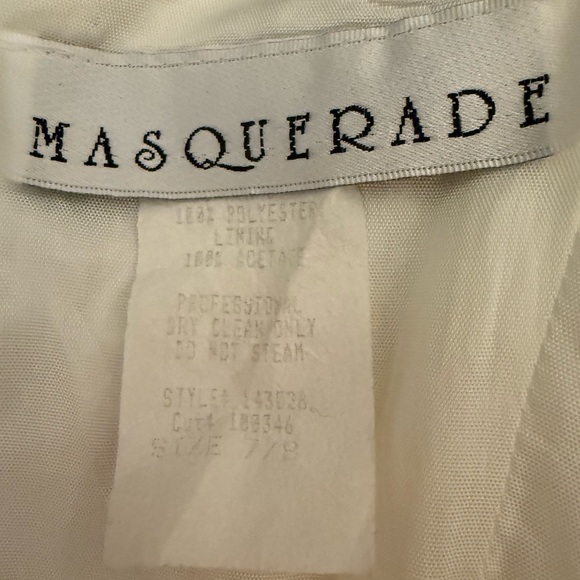 MASQUERADE
100% POLYESTER
LINING
100% ACETATE
PROFESSIONAL
DRY CLEAN ONLY
DO NOT STEAM
STYLE# 143028
Cut# 100346
SIZE 7/8